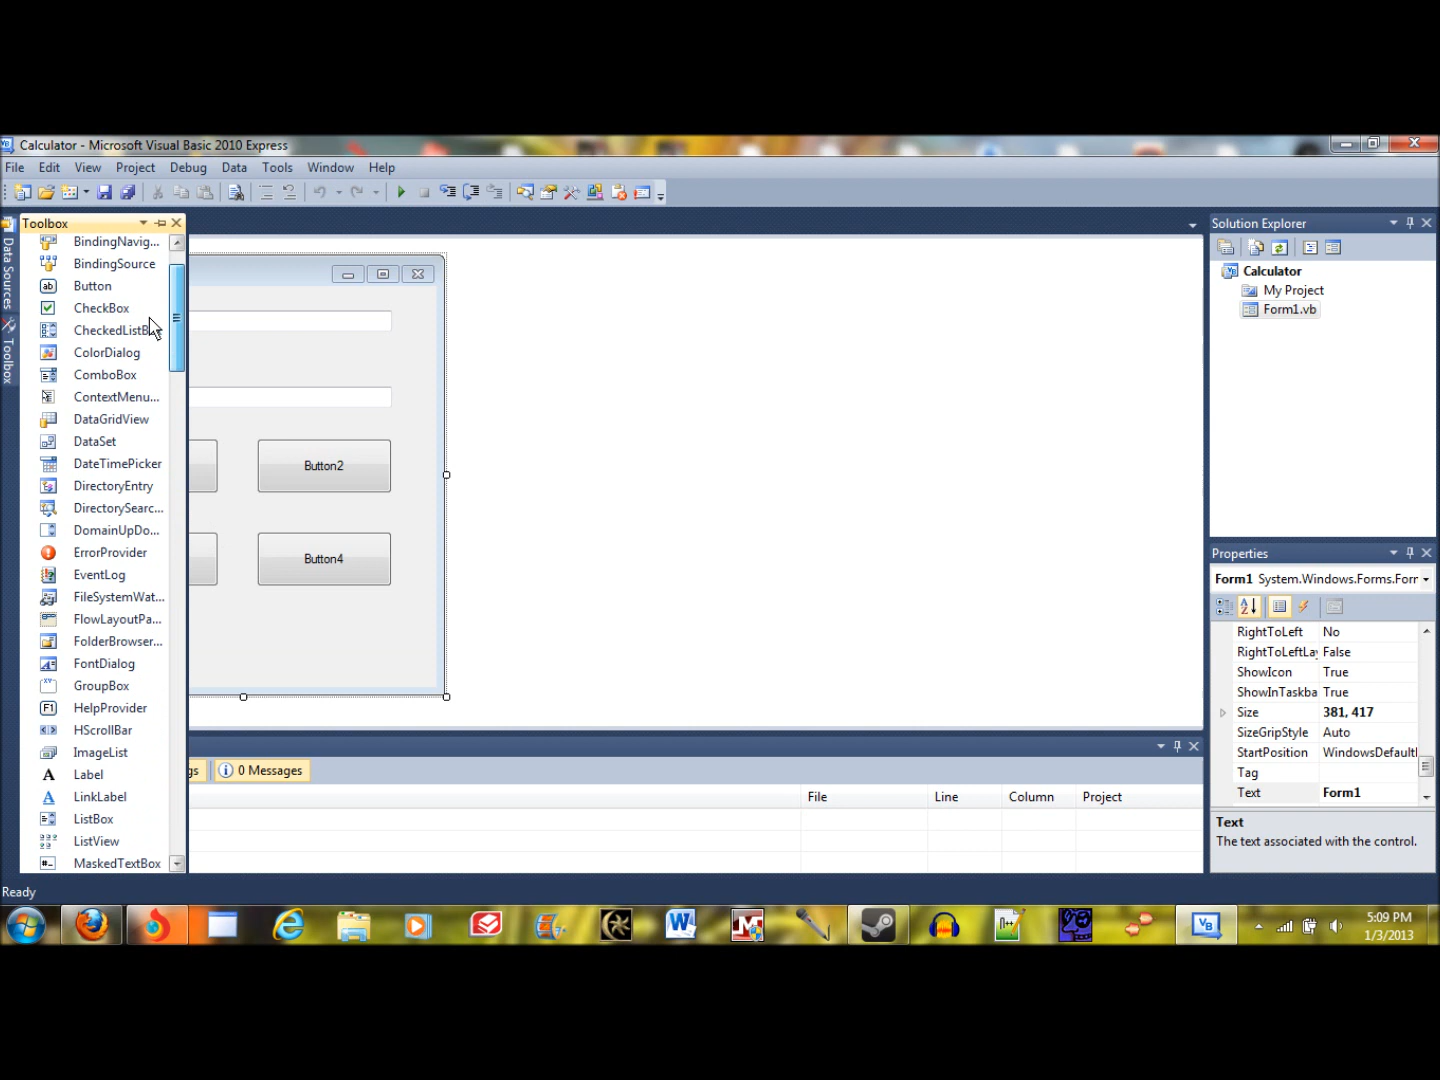 Calculator - Microsoft Visual Basic 2010 Express
File Edit View Project Debug Data Tools Window Help
Toolbox
Data Sources
Toolbox
BindingNavig...
BindingSource
Button
CheckBox
CheckedListB
ColorDialog
ComboBox
ContextMenu...
DataGridView
DataSet
DateTimePicker
DirectoryEntry
DirectorySearc...
DomainUpDo...
ErrorProvider
EventLog
FileSystemWat...
FlowLayoutPa...
FolderBrowser...
FontDialog
GroupBox
HelpProvider
HScrollBar
ImageList
Label
LinkLabel
ListBox
ListView
MaskedTextBox
Button2
Button4
gs 0 Messages
File Line Column Project
Solution Explorer
Calculator
My Project
Form1.vb
Properties
Form1 System.Windows.Forms.Forr
RightToLeft No
RightToLeftLay False
ShowIcon True
ShowInTaskba True
Size 381, 417
SizeGripStyle Auto
StartPosition WindowsDefaultl
Tag
Text Form1
Text
The text associated with the control.
Ready
5:09 PM
1/3/2013